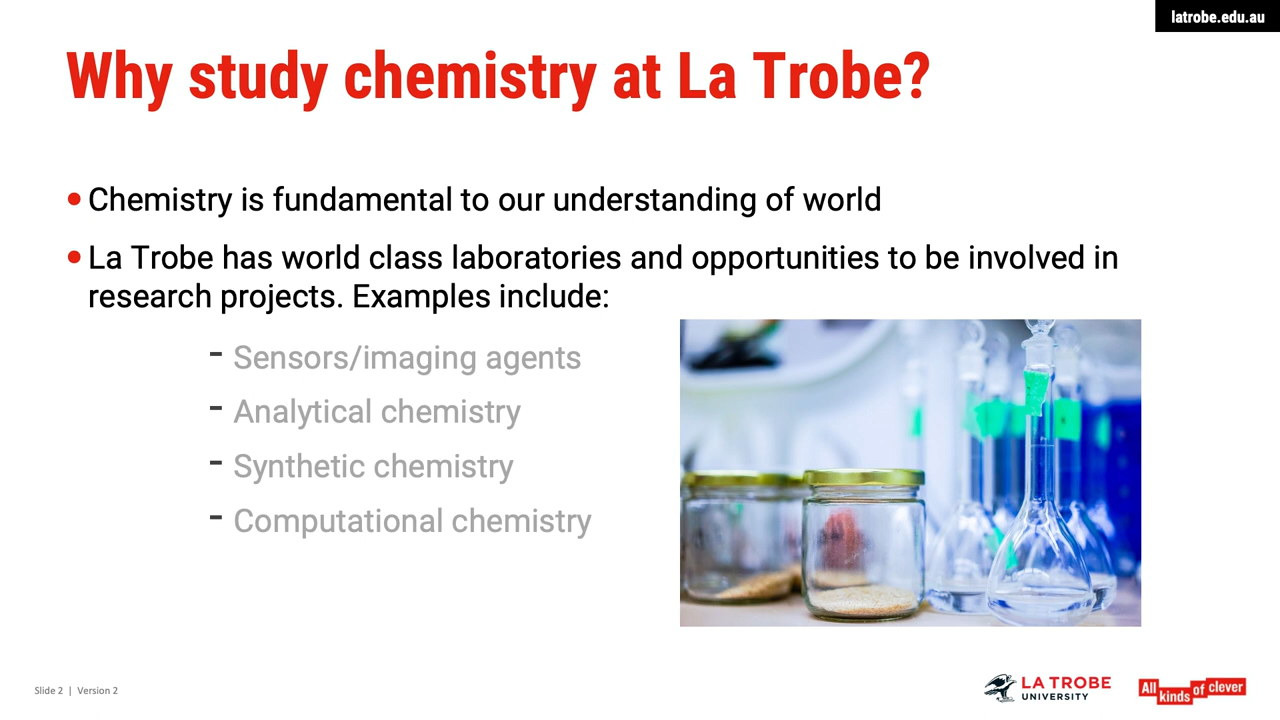 latrobe.edu.au
Why study chemistry at La Trobe?
• Chemistry is fundamental to our understanding of world
• La Trobe has world class laboratories and opportunities to be involved in
research projects. Examples include:
- Sensors/imaging agents
- Analytical chemistry
- Synthetic chemistry
- Computational chemistry
Slide 2 | Version 2
LA TROBE
UNIVERSITY
All kinds of clever